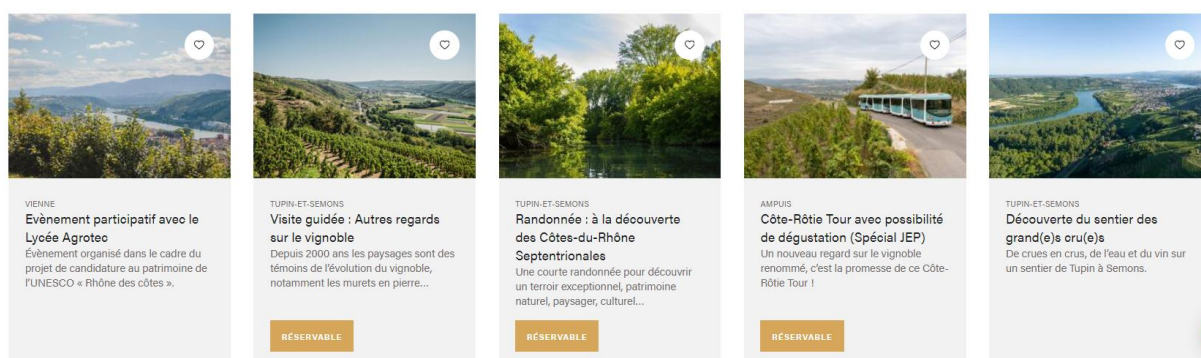 VIENNE
Evènement participatif avec le
Lycée Agrotec
Évènement organisé dans le cadre du
projet de candidature au patrimoine de
l'UNESCO « Rhône des côtes ».
TUPIN-ET-SEMONS
Visite guidée : Autres regards
sur le vignoble
Depuis 2000 ans les paysages sont des
témoins de l'évolution du vignoble,
notamment les murets en pierre...
RÉSERVABLE
TUPIN-ET-SEMONS
Randonnée : à la découverte
des Côtes-du-Rhône
Septentrionales
Une courte randonnée pour découvrir
un terroir exceptionnel, patrimoine
naturel, paysager, culturel...
RÉSERVABLE
AMPUIS
Côte-Rôtie Tour avec possibilité
de dégustation (Spécial JEP)
Un nouveau regard sur le vignoble
renommé, c'est la promesse de ce Côte-
Rôtie Tour !
RÉSERVABLE
TUPIN-ET-SEMONS
Découverte du sentier des
grand(e)s cru(e)s
De crues en crus, de l'eau et du vin sur
un sentier de Tupin à Semons.